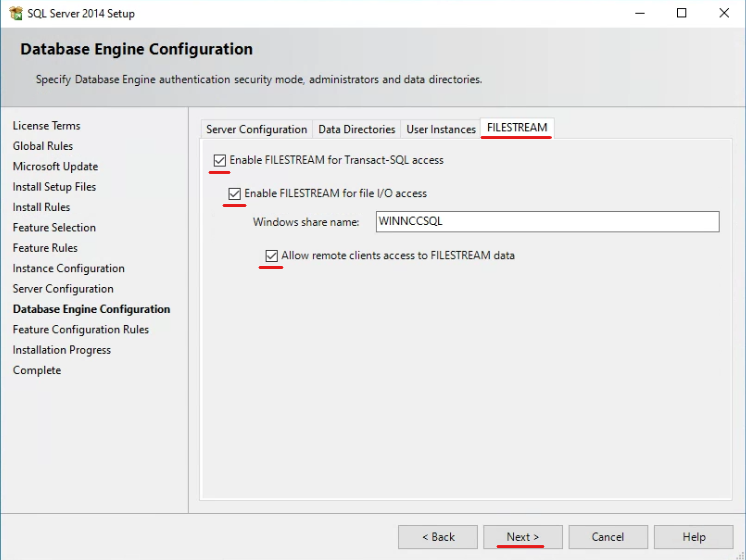 SQL Server 2014 Setup
Database Engine Configuration
Specify Database Engine authentication security mode, administrators and data directories.
License Terms
Global Rules
Microsoft Update
Install Setup Files
Install Rules
Feature Selection
Feature Rules
Instance Configuration
Server Configuration
Database Engine Configuration
Feature Configuration Rules
Installation Progress
Complete
Server Configuration Data Directories User Instances FILESTREAM
Enable FILESTREAM for Transact-SQL access
Enable FILESTREAM for file I/O access
Windows share name: WINNCCSQL
Allow remote clients access to FILESTREAM data
< Back Next > Cancel Help